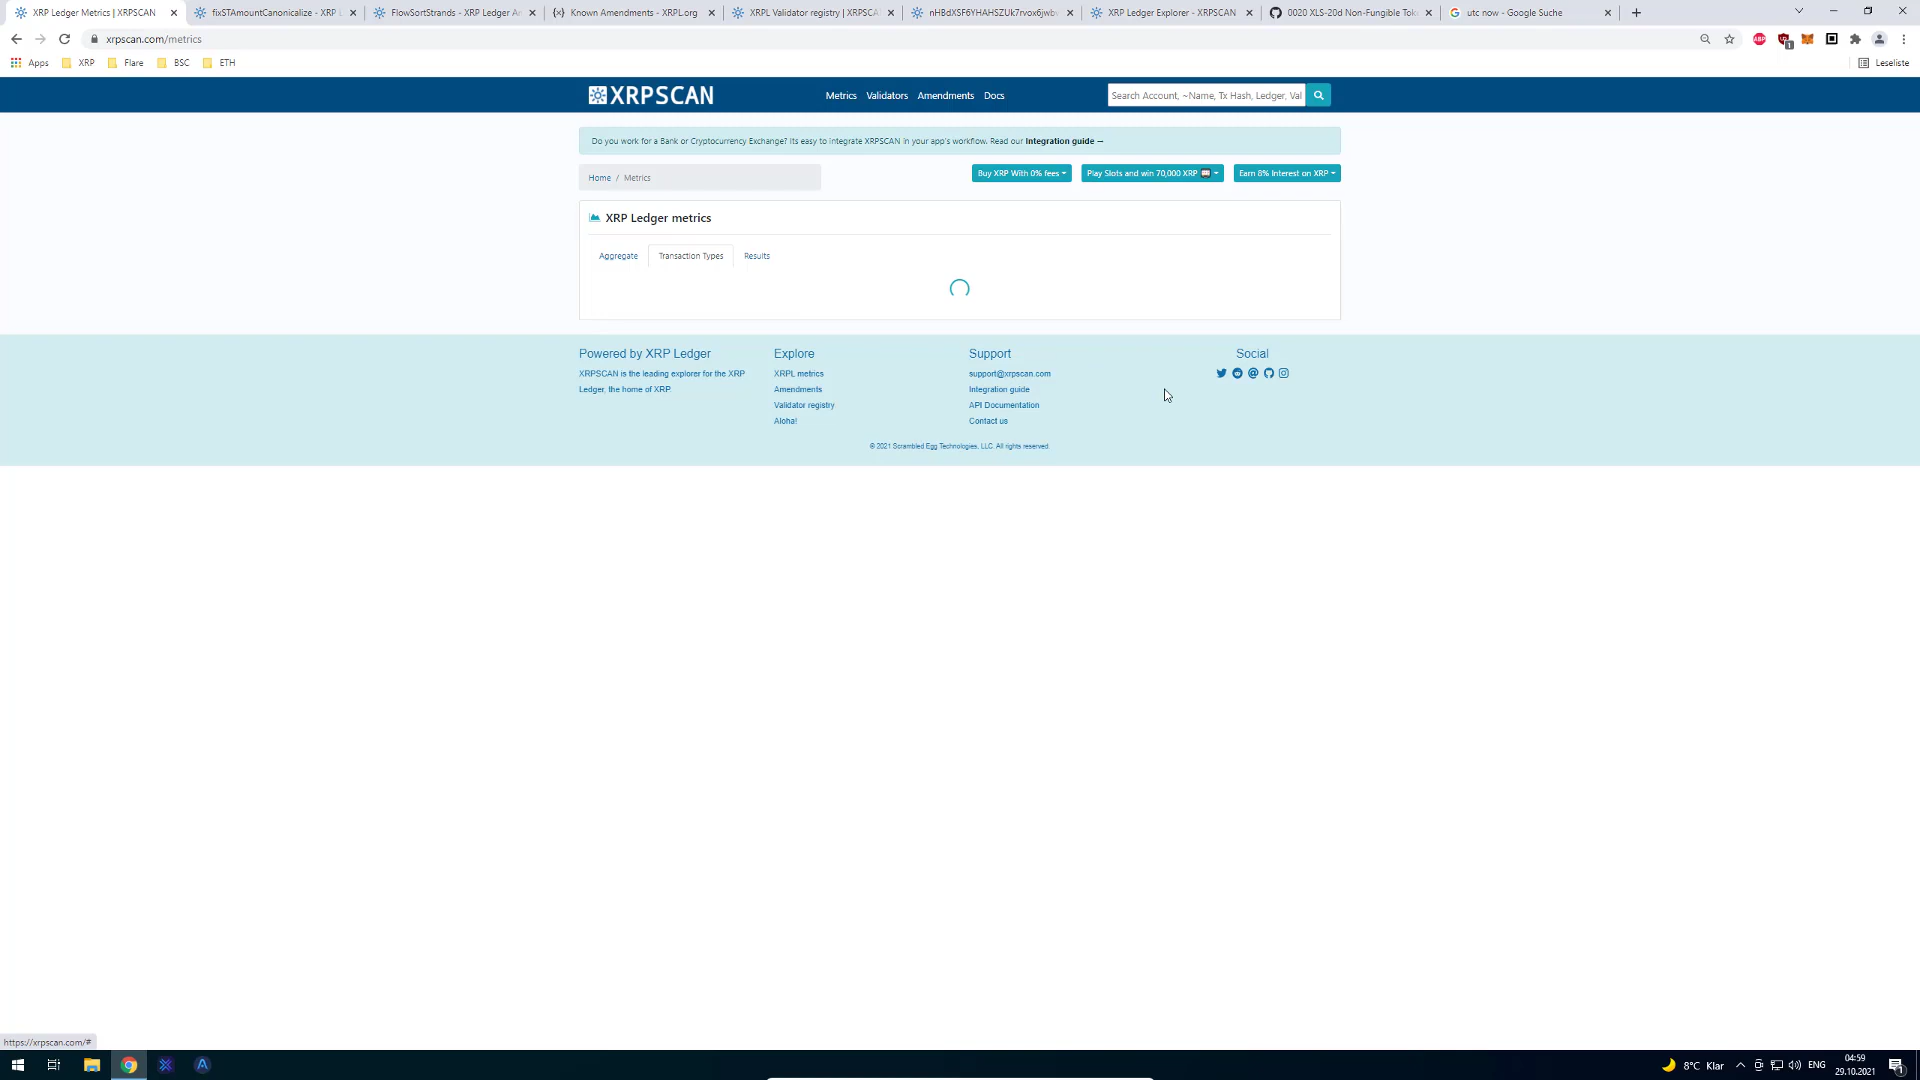 XRP Ledger Metrics | XRPSCAN
fixSTAmountCanonicalize - XRP L
FlowSortStrands - XRP Ledger A
Known Amendments - XRPL.org
XRPL Validator registry | XRPSCA
nHBdXSF6YHAHSZUk7rvox6jwb
XRP Ledger Explorer - XRPSCAN
0020 XLS-20d Non-Fungible Tok
utc now - Google Suche
xrpscan.com/metrics
Apps XRP Flare BSC ETH Leseliste
XRPSCAN Metrics Validators Amendments Docs Search Account, ~Name, Tx Hash, Ledger, Val
Do you work for a Bank or Cryptocurrency Exchange? Its easy to integrate XRPSCAN in your app's workflow. Read our Integration guide →
Home / Metrics Buy XRP With 0% fees Play Slots and win 70,000 XRP Earn 8% Interest on XRP
XRP Ledger metrics
Aggregate Transaction Types Results
Powered by XRP Ledger
XRPSCAN is the leading explorer for the XRP
Ledger, the home of XRP.
Explore
XRPL metrics
Amendments
Validator registry
Aloha!
Support
support@xrpscan.com
Integration guide
API Documentation
Contact us
Social
© 2021 Scrambled Egg Technologies, LLC. All rights reserved.
https://xrpscan.com/#
8°C Klar ENG
04:59
29.10.2021